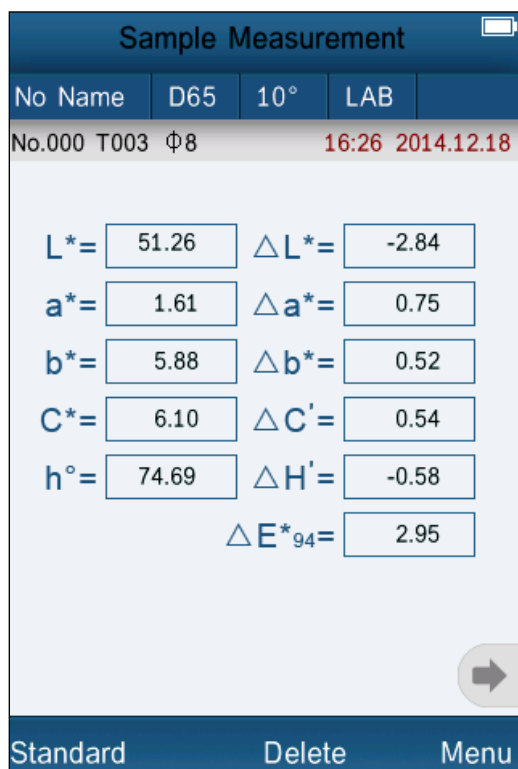 Sample Measurement
No Name D65 10° LAB
No.000 T003 Φ8 16:26 2014.12.18
L*= 51.26 △L*= -2.84
a*= 1.61 △a*= 0.75
b*= 5.88 △b*= 0.52
C*= 6.10 △C'= 0.54
h°= 74.69 △H'= -0.58
△E*94= 2.95
Standard Delete Menu